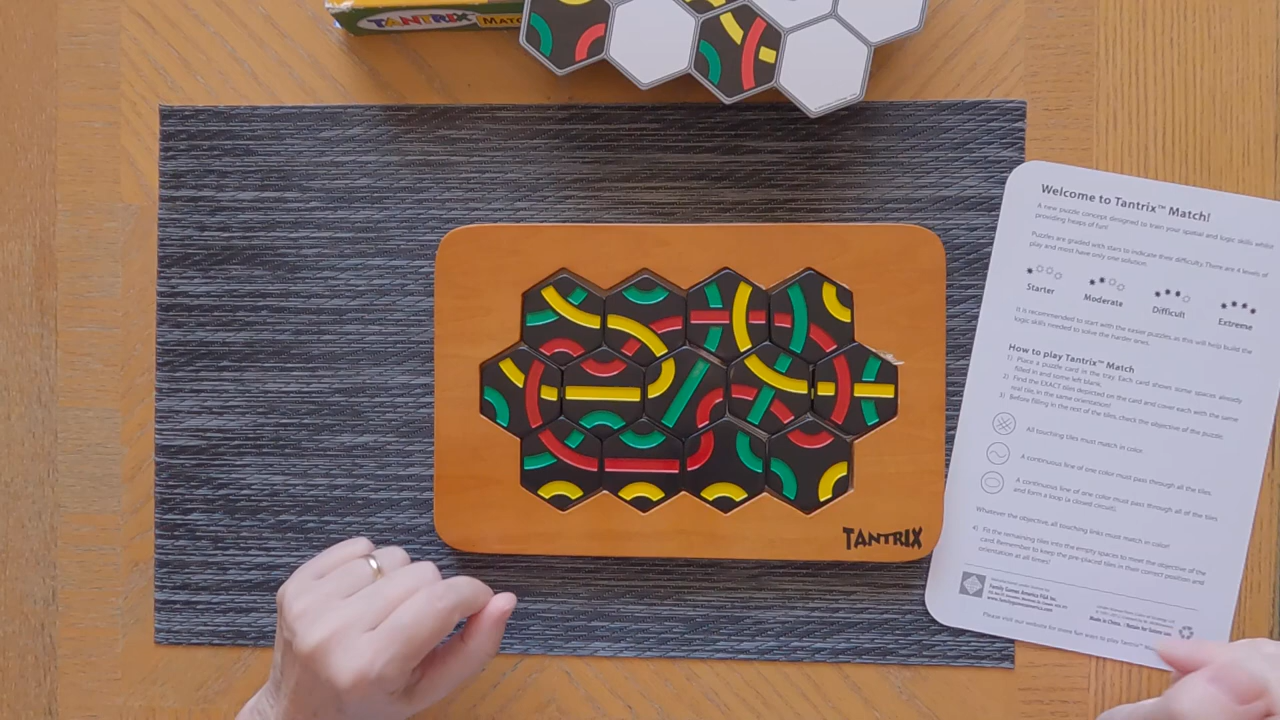 TANTRIX MATC
Welcome to Tantrix™ Match!
A new puzzle concept designed to train your spatial and logic skills whilst
providing heaps of fun!
Puzzles are graded with stars to indicate their difficulty. There are 4 levels of
play and most have only one solution.
Starter
Moderate
Difficult
Extreme
It is recommended to start with the easier puzzles, as this will help build the
logic skills needed to solve the harder ones.
How to play Tantrix™ Match
1) Place a puzzle card in the tray. Each card shows some spaces already
filled in and some left blank.
2) Find the EXACT tiles depicted on the card and cover each with the same
tile, in the same orientation!
3) Before filling in the rest of the tiles, check the objective of the puzzle.
All touching tiles must match in color.
A continuous line of one color must pass through all the tiles.
A continuous line of one color must pass through all of the tiles
and form a loop (a closed circuit).
Whatever the objective, all touching links must match in color!
4) Fit the remaining tiles into the empty spaces to meet the objective of the
card. Remember to keep the pre-placed tiles in their correct position and
orientation at all times!
Family Games America FGA Inc.
www.familygamesamerica.com
Made in China.
Please visit our website for some fun ways to play Tantrix™
TANTRIX